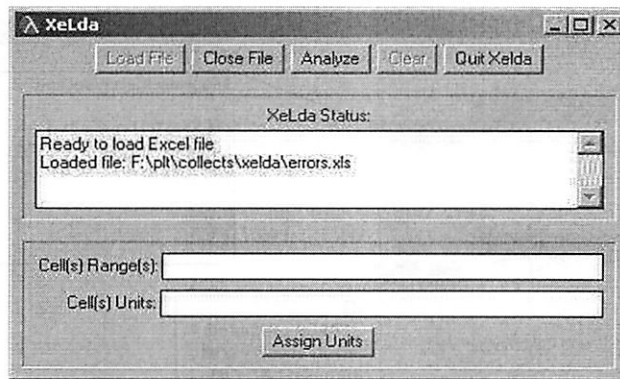 λ XeLda
Load File Close File Analyze Clear Quit Xelda
XeLda Status:
Ready to load Excel file
Loaded file: F:\plt\collects\xelda\errors.xls
Cell(s) Range(s):
Cell(s) Units:
Assign Units